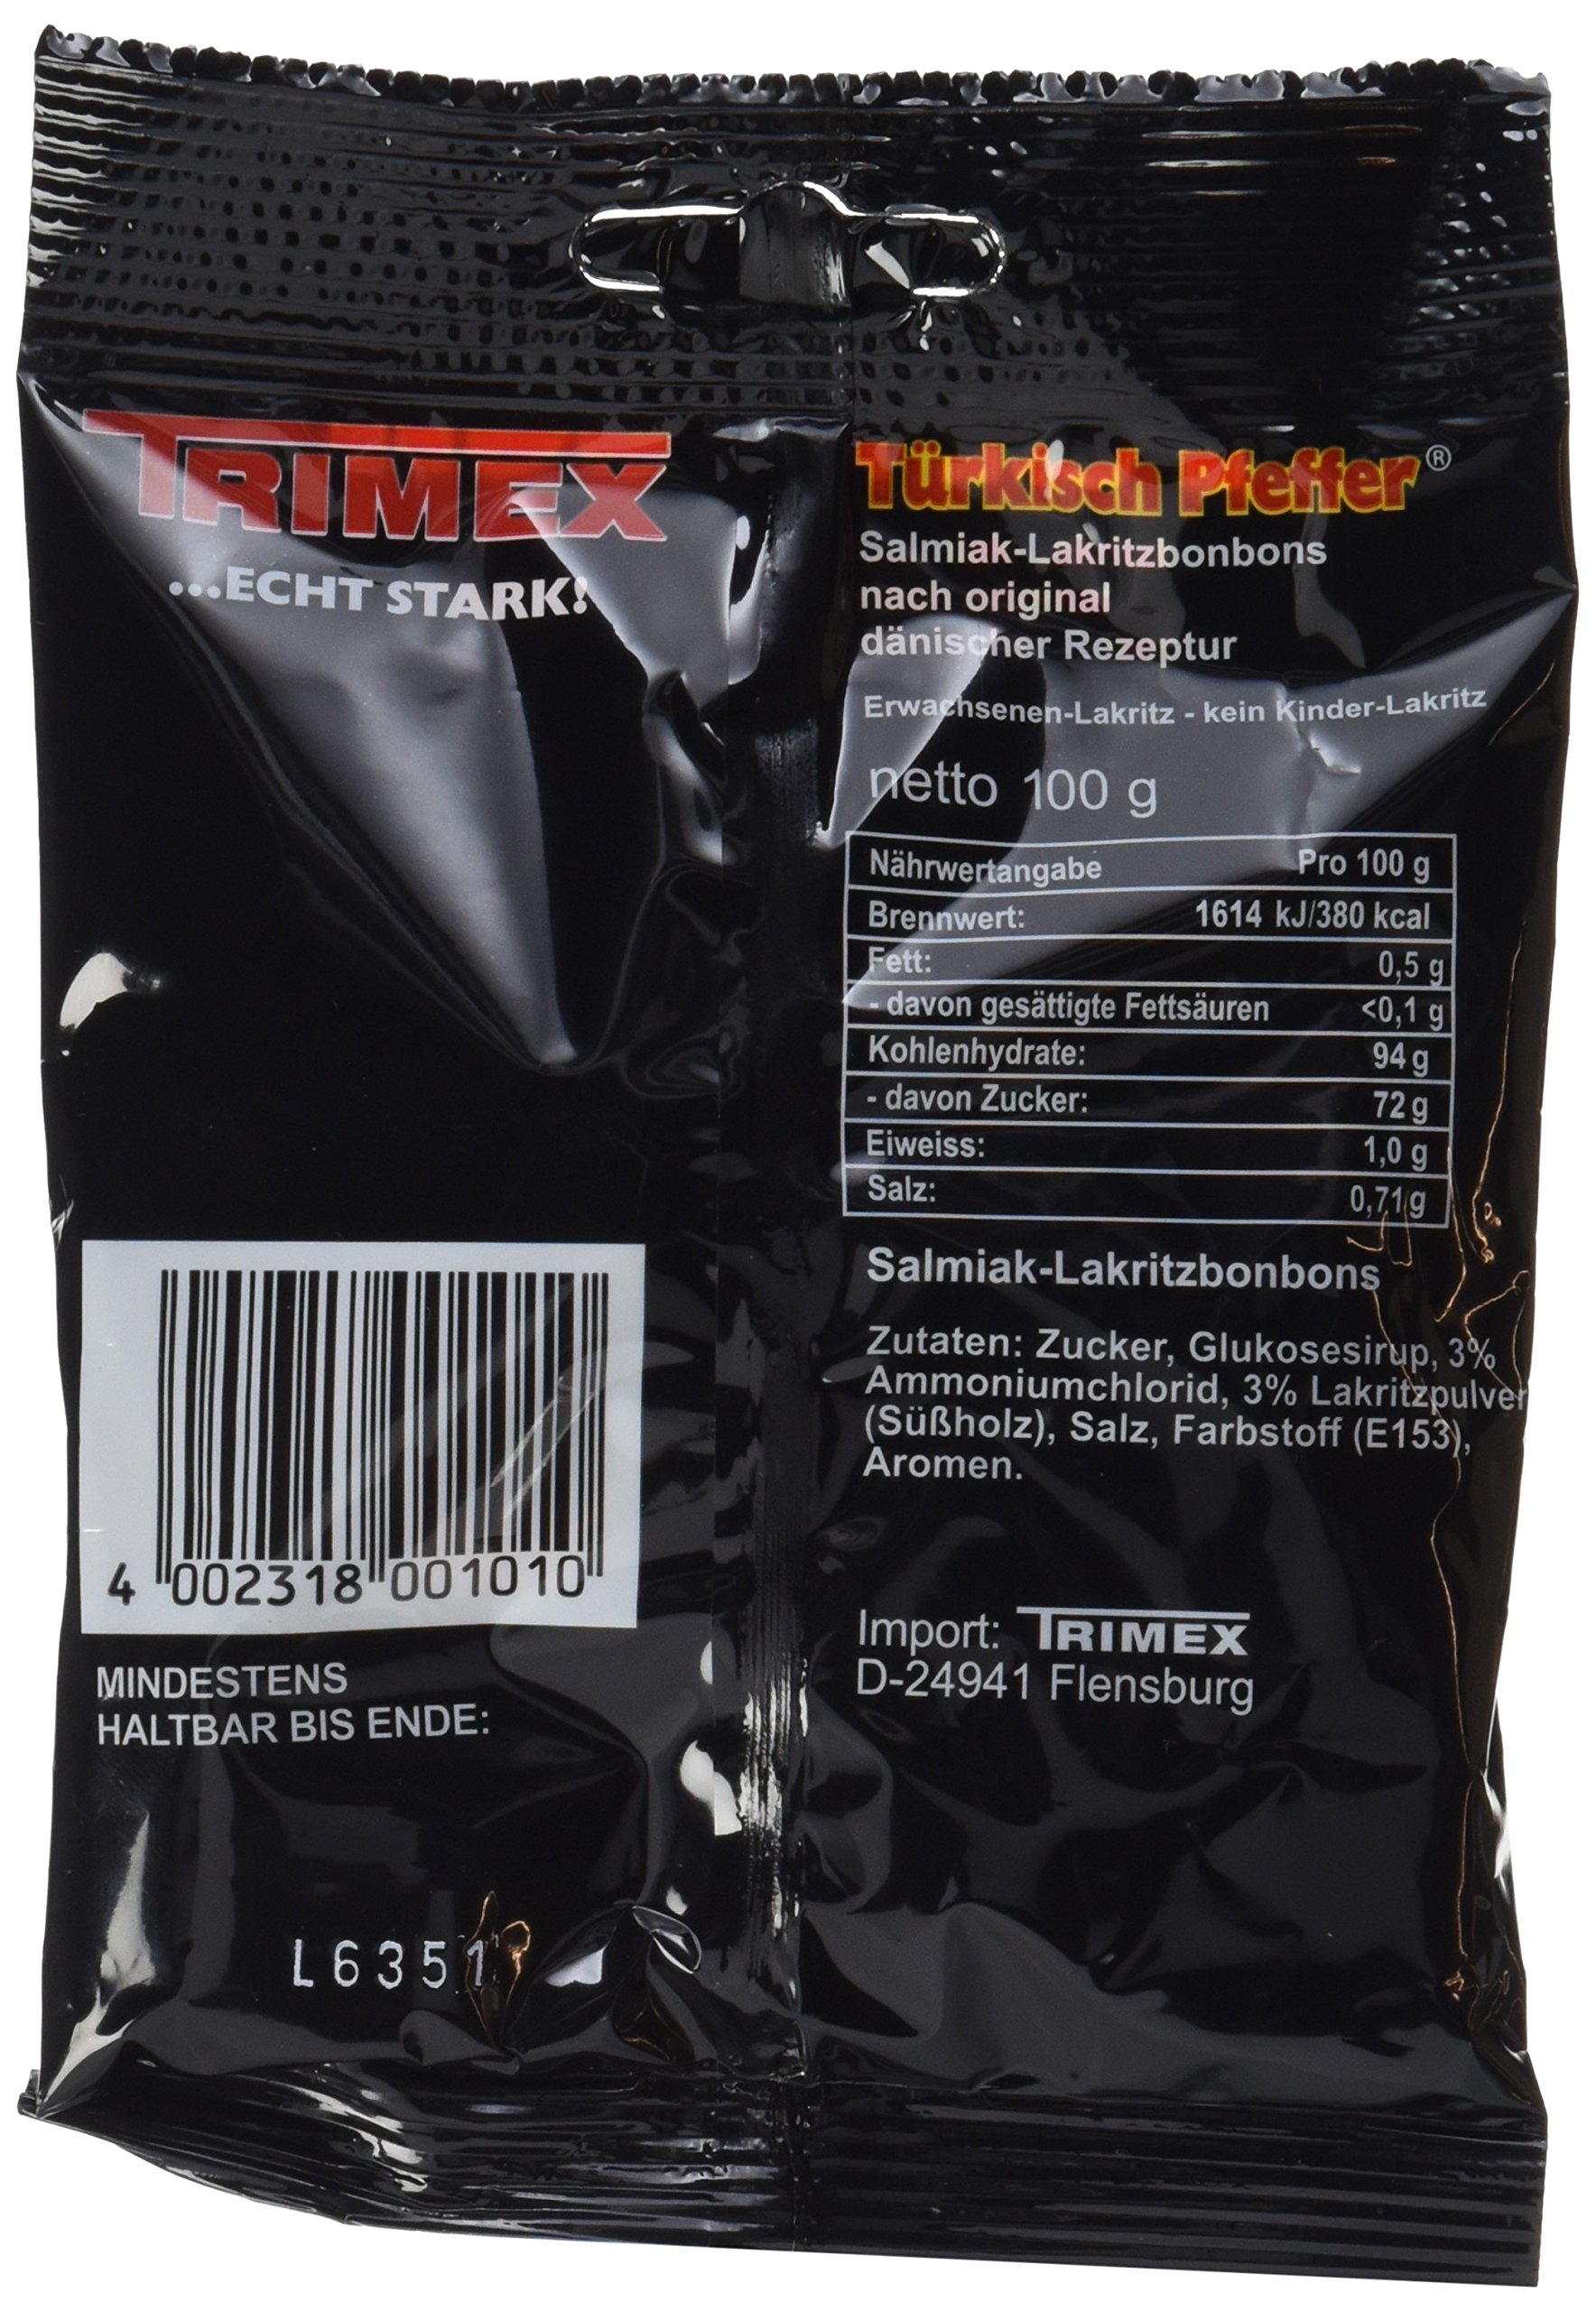 TRIMEX
...ECHT STARK!
Türkisch Pfeffer®
Salmiak-Lakritzbonbons
nach original
dänischer Rezeptur
Erwachsenen-Lakritz - kein Kinder-Lakritz
netto 100 g
Nährwertangabe Pro 100 g
Brennwert: 1614 kJ/380 kcal
Fett: 0,5 g
- davon gesättigte Fettsäuren <0,1 g
Kohlenhydrate: 94 g
- davon Zucker: 72 g
Eiweiss: 1,0 g
Salz: 0,71g
Salmiak-Lakritzbonbons
Zutaten: Zucker, Glukosesirup, 3%
Ammoniumchlorid, 3% Lakritzpulver
(Süßholz), Salz, Farbstoff (E153),
Aromen.
Import: TRIMEX
D-24941 Flensburg
4 002318 001010
MINDESTENS
HALTBAR BIS ENDE:
L6351